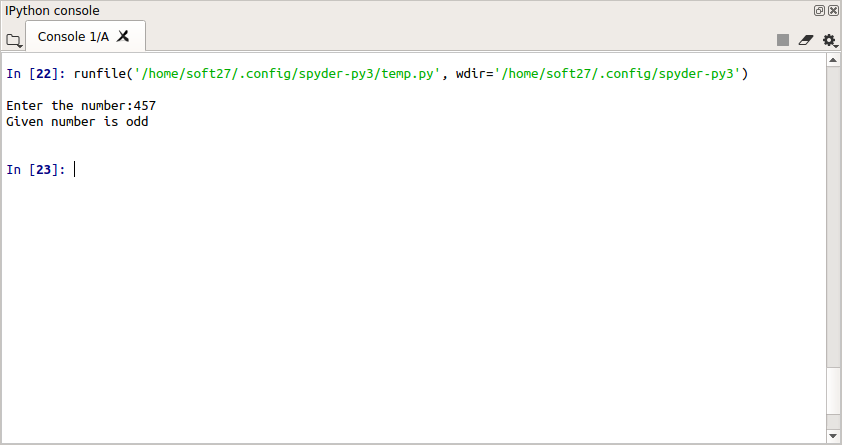 IPython console
Console 1/A
In [22]: runfile('/home/soft27/.config/spyder-py3/temp.py', wdir='/home/soft27/.config/spyder-py3')
Enter the number:457
Given number is odd
In [23]: